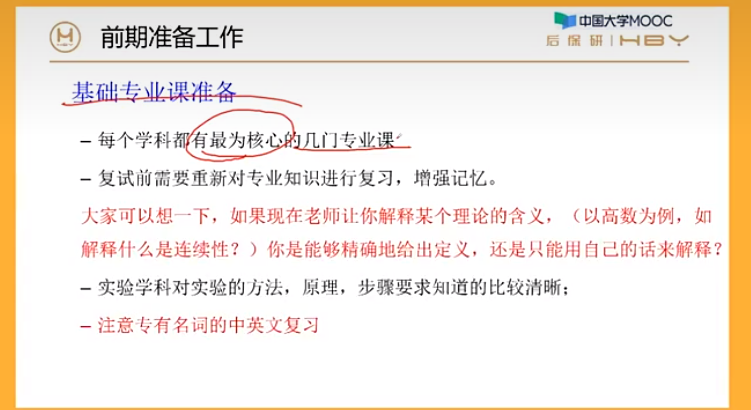 前期准备工作
中国大学MOOC
后保研 | HBY
基础专业课准备
– 每个学科都有最为核心的几门专业课
– 复试前需要重新对专业知识进行复习，增强记忆。
大家可以想一下，如果现在老师让你解释某个理论的含义，（以高数为例，如
解释什么是连续性？）你是能够精确地给出定义，还是只能用自己的话来解释？
– 实验学科对实验的方法，原理，步骤要求知道的比较清晰；
– 注意专有名词的中英文复习